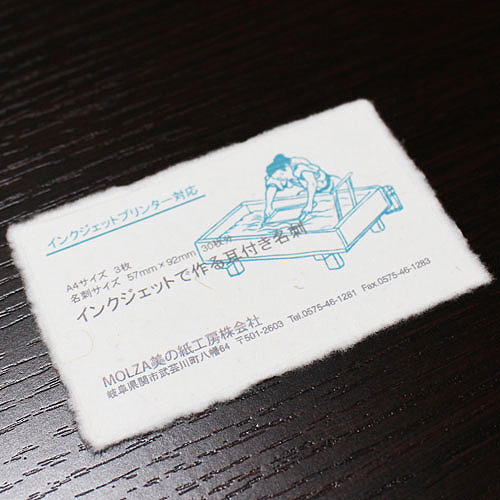 インクジェットプリンター対応
A4サイズ 3枚
名刺サイズ 57mm×92mm 30枚分
インクジェットで作る耳付き名刺
MOLZA美の紙工房株会社
岐阜県関市武芸川町八幡64 〒501-2603 Tel.0575-46-1281 Fax.0575-46-1283